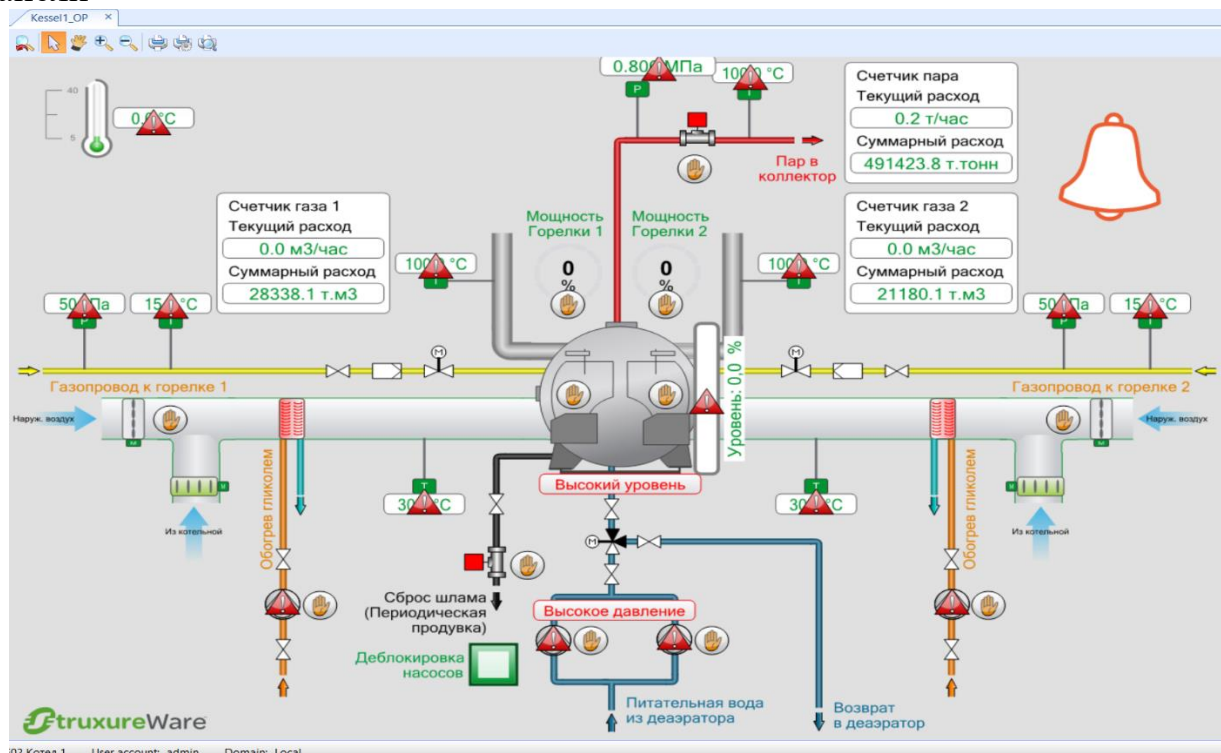 Kessel1_OP
40
5
0.800 МПа
P
T
Пар в
коллектор
Счетчик пара
Текущий расход
0.2 т/час
Суммарный расход
491423.8 т.тонн
Счетчик газа 1
Текущий расход
0.0 м3/час
Суммарный расход
28338.1 т.м3
Мощность
Горелки 1
0
%
Мощность
Горелки 2
0
%
Счетчик газа 2
Текущий расход
0.0 м3/час
Суммарный расход
21180.1 т.м3
Уровень: 0,0 %
M
M
Газопровод к горелке 1
Газопровод к горелке 2
Наруж. воздух
Наруж. воздух
T
T
Высокий уровень
Из котельной
Из котельной
Обогрев гликолем
Обогрев гликолем
M
Сброс шлама
(Периодическая
продувка)
Высокое давление
Деблокировка
насосов
Питательная вода
из деаэратора
Возврат
в деаэратор
StruxureWare
Котел 1 User account: admin Domain: Local